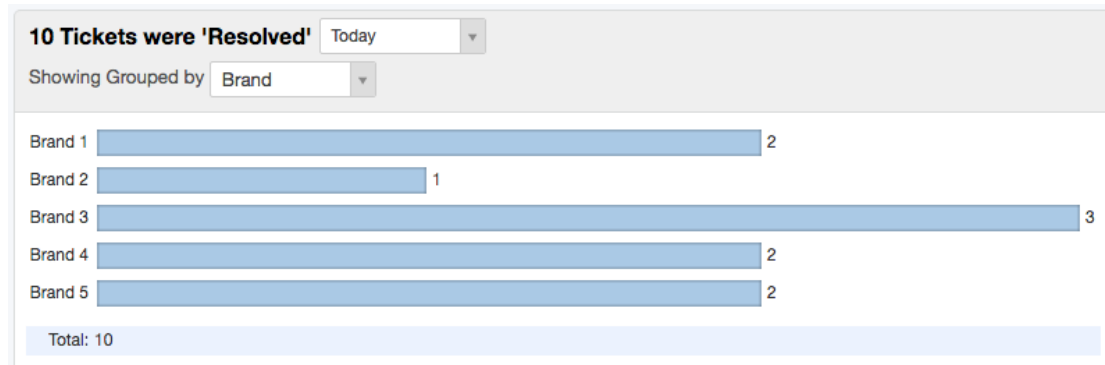 10 Tickets were 'Resolved' Today
Showing Grouped by Brand
Brand 1 2
Brand 2 1
Brand 3 3
Brand 4 2
Brand 5 2
Total: 10